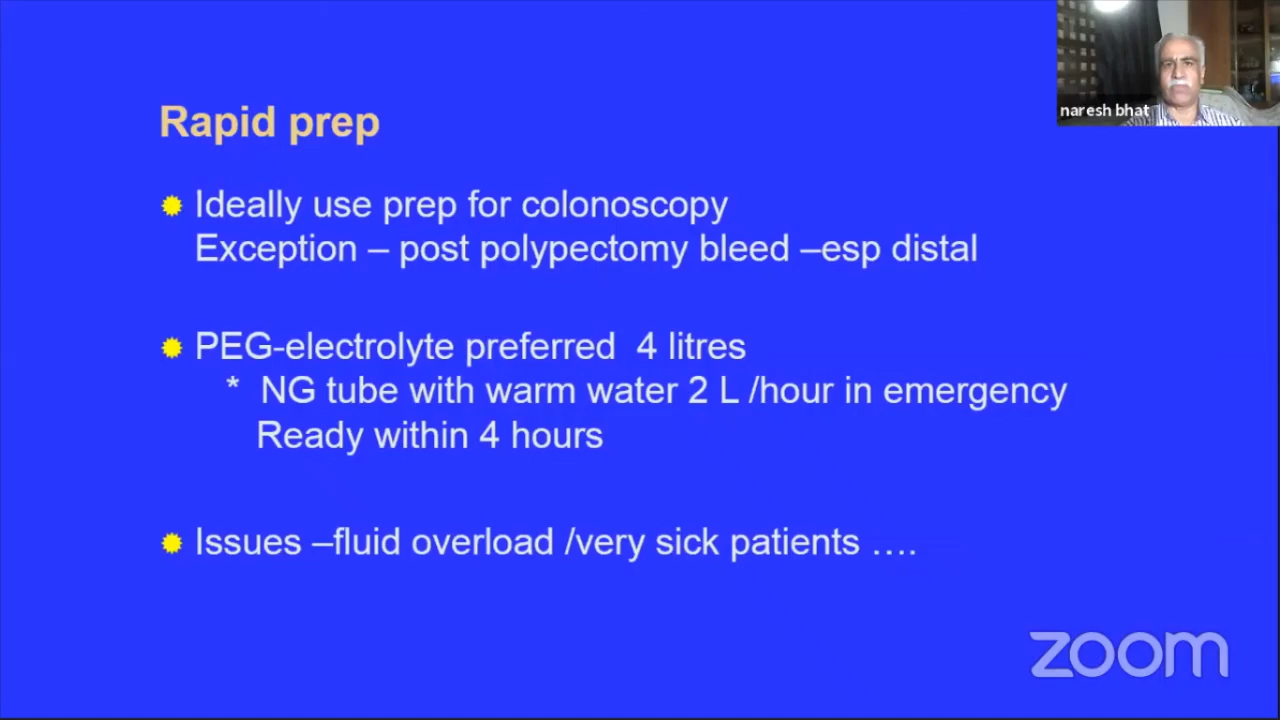 naresh bhat
Rapid prep
Ideally use prep for colonoscopy
Exception – post polypectomy bleed –esp distal
PEG-electrolyte preferred 4 litres
* NG tube with warm water 2 L /hour in emergency
Ready within 4 hours
Issues –fluid overload /very sick patients ….
zoom